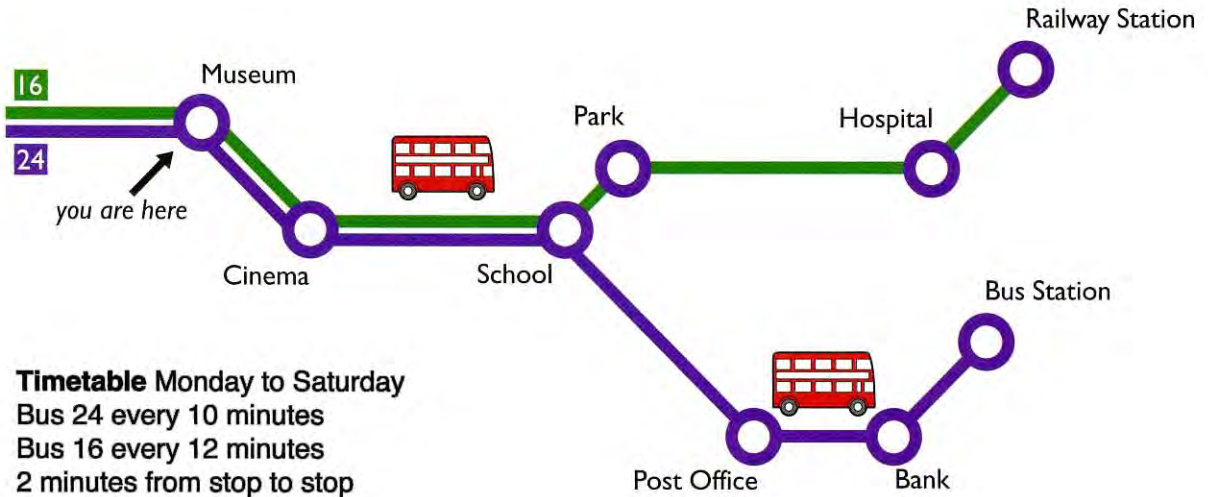 Railway Station
Museum
16
Park
Hospital
24
you are here
Cinema
School
Bus Station
Timetable Monday to Saturday
Bus 24 every 10 minutes
Bus 16 every 12 minutes
2 minutes from stop to stop
Post Office
Bank